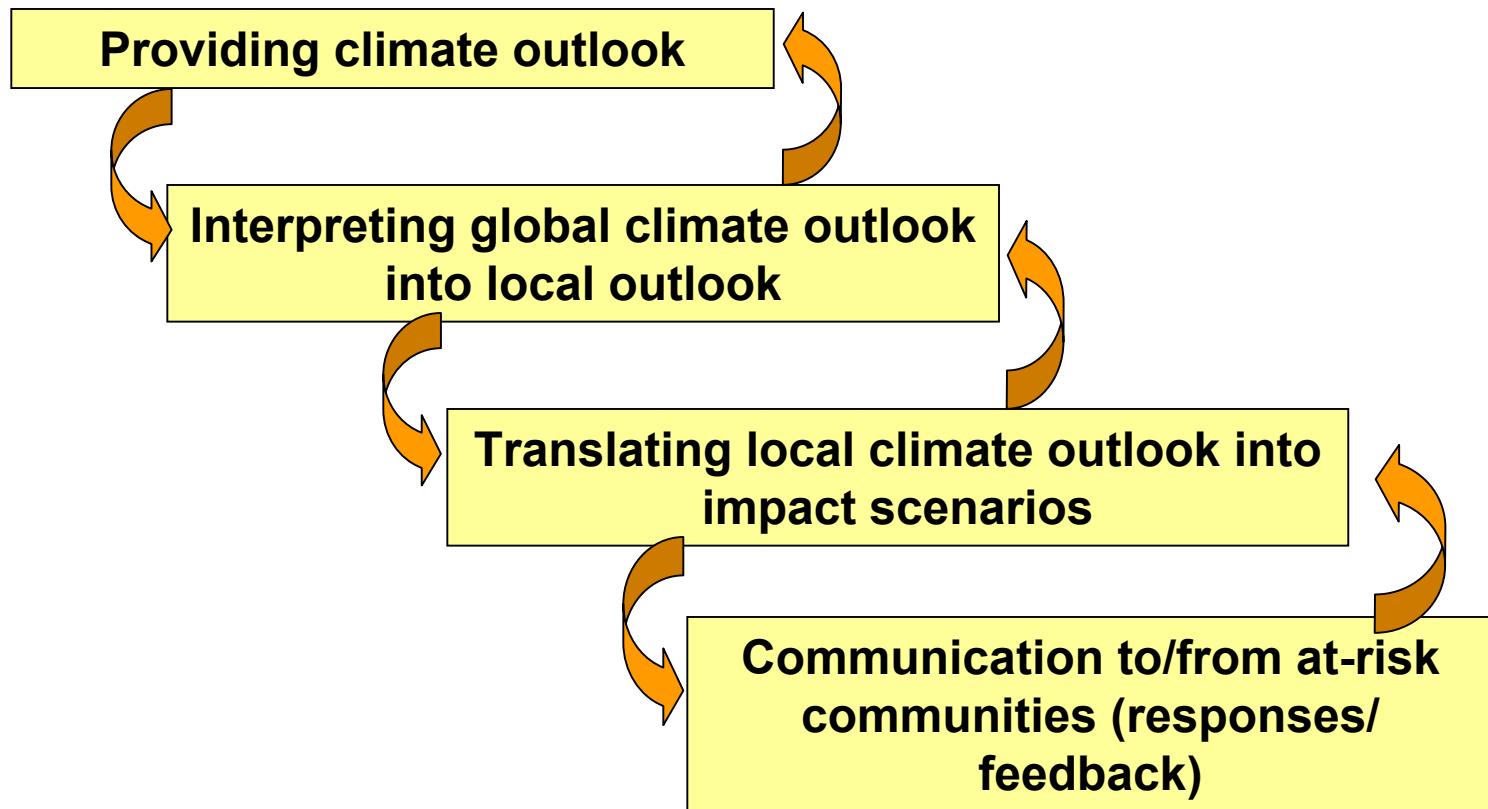 Providing climate outlook
Interpreting global climate outlook
into local outlook
Translating local climate outlook into
impact scenarios
Communication to/from at-risk
communities (responses/
feedback)